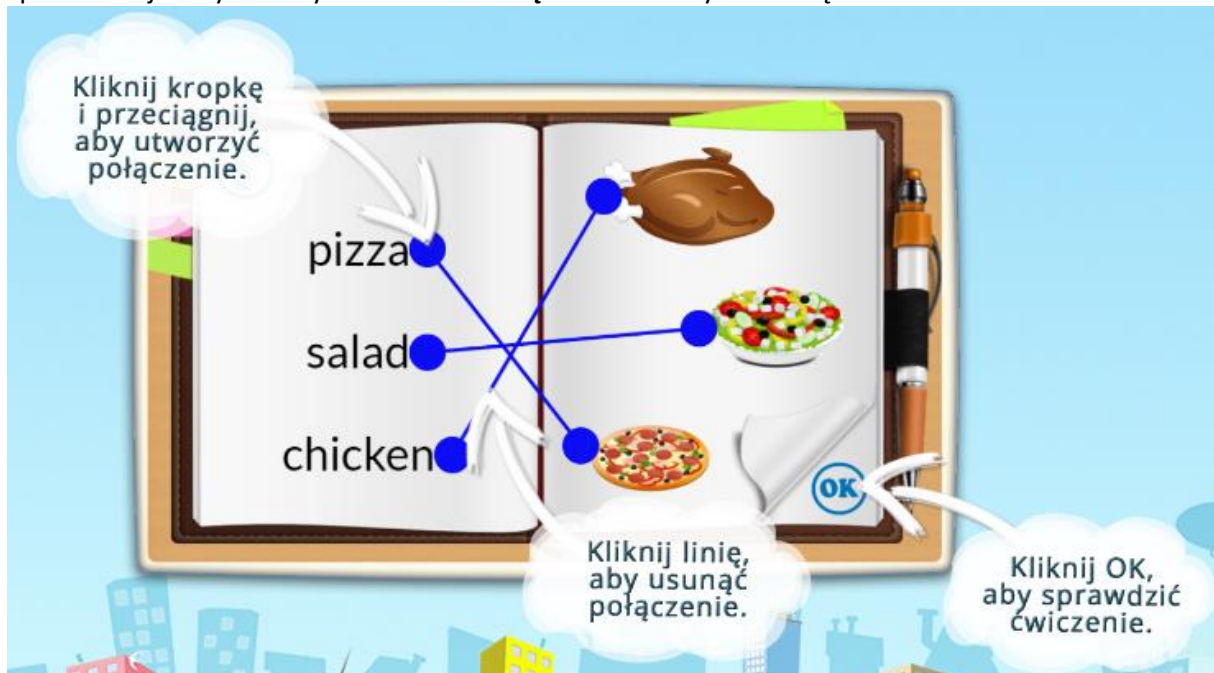 Kliknij kropkę
i przeciągnij,
aby utworzyć
połączenie.
pizza
salad
chicken
OK
Kliknij linię,
aby usunąć
połączenie.
Kliknij OK,
aby sprawdzić
ćwiczenie.